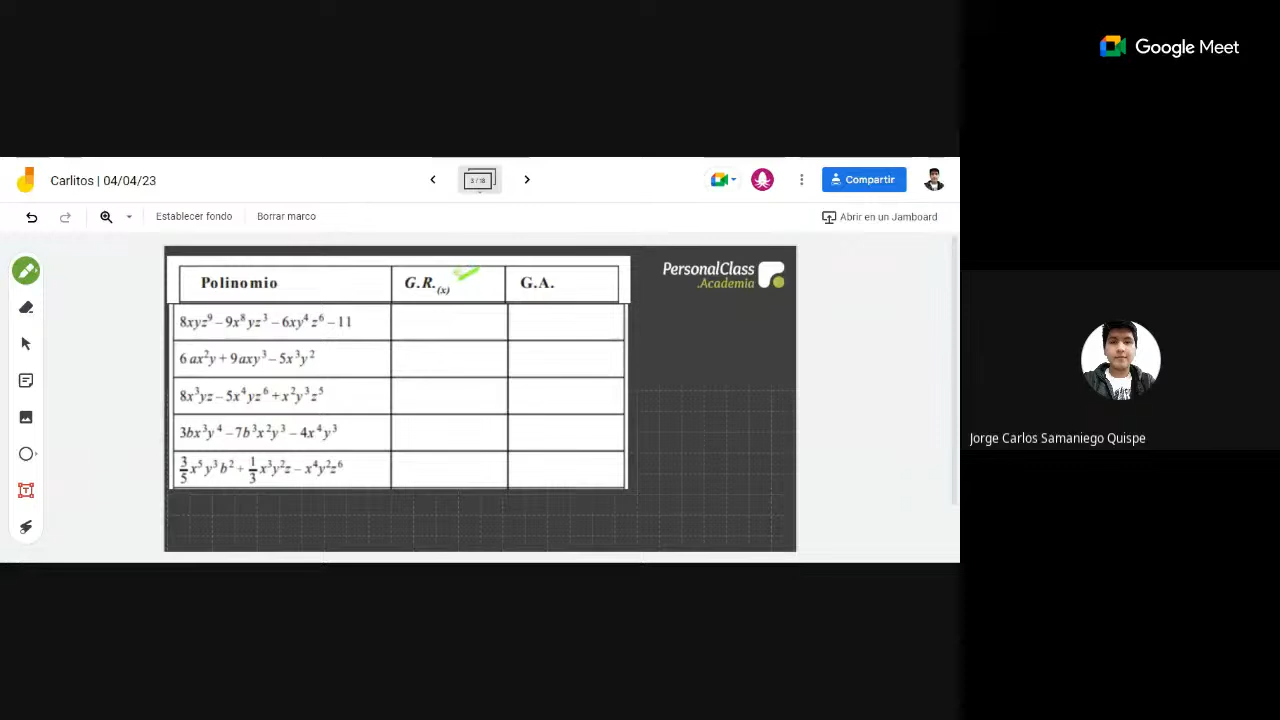 Google Meet
Carlitos | 04/04/23
3 / 18
Compartir
Establecer fondo
Borrar marco
Abrir en un Jamboard
PersonalClass
.Academia
Polinomio G.R.(x) G.A.
8xyz⁹ – 9x⁸yz³ – 6xy⁴z⁶ – 11
6ax²y + 9axy³ – 5x³y²
8x³yz – 5x⁴yz⁶ + x²y³z⁵
3bx³y⁴ – 7b³x²y³ – 4x⁴y³
3/5 x⁵y³b² + 1/3 x³y²z – x⁴y²z⁶
Jorge Carlos Samaniego Quispe